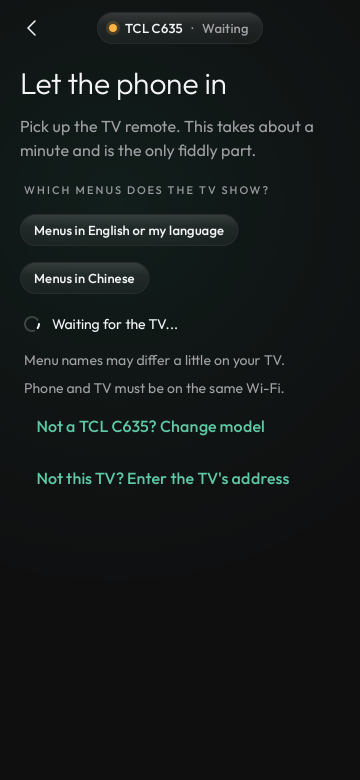 TCL C635 · Waiting
Let the phone in
Pick up the TV remote. This takes about a
minute and is the only fiddly part.
WHICH MENUS DOES THE TV SHOW?
Menus in English or my language
Menus in Chinese
Waiting for the TV...
Menu names may differ a little on your TV.
Phone and TV must be on the same Wi-Fi.
Not a TCL C635? Change model
Not this TV? Enter the TV's address